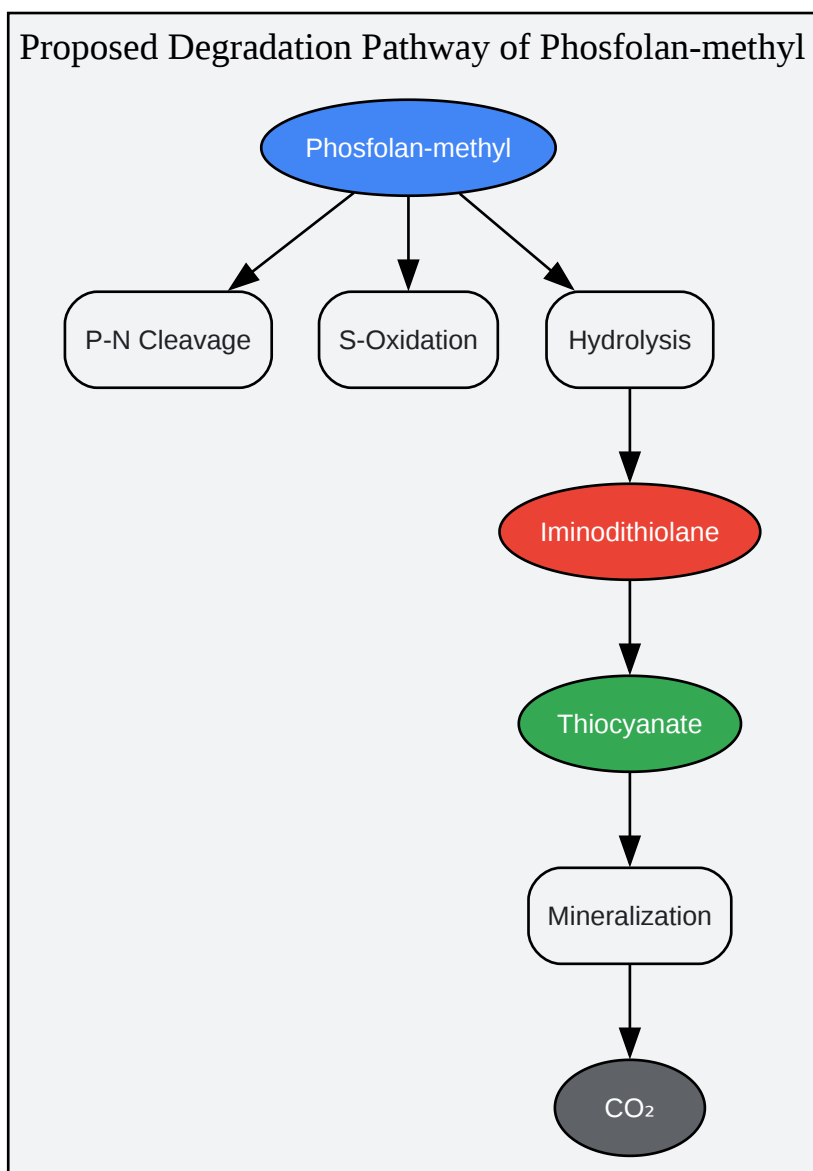 Proposed Degradation Pathway of Phosfolan-methyl
Phosfolan-methyl
P-N Cleavage
S-Oxidation
Hydrolysis
Iminodithiolane
Thiocyanate
Mineralization
CO₂